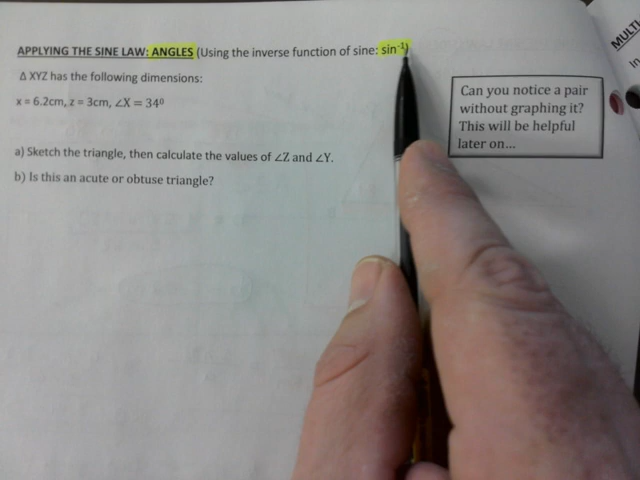 APPLYING THE SINE LAW: ANGLES (Using the inverse function of sine: sin⁻¹)
Δ XYZ has the following dimensions:
x = 6.2cm, z = 3cm, ∠X = 34⁰
a) Sketch the triangle, then calculate the values of ∠Z and ∠Y.
b) Is this an acute or obtuse triangle?
Can you notice a pair
without graphing it?
This will be helpful
later on...
MULTI
In